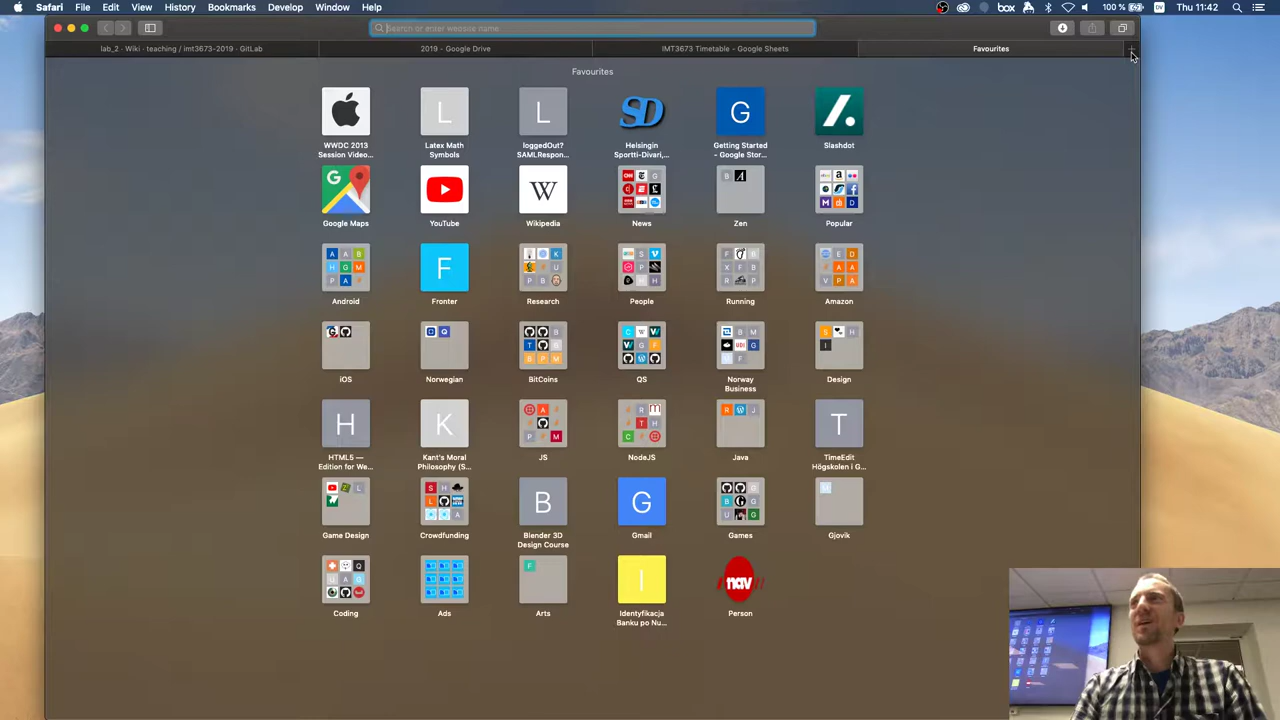 Safari File Edit View History Bookmarks Develop Window Help
box 100 % DV Thu 11:42
Search or enter website name
lab_2 · Wiki · teaching / imt3673-2019 · GitLab
2019 - Google Drive
IMT3673 Timetable - Google Sheets
Favourites
Favourites
WWDC 2013
Session Video...
Latex Math
Symbols
loggedOut?
SAMLRespon...
Helsingin
Sportti-Divari,...
Getting Started
- Google Stor...
Slashdot
Google Maps
YouTube
Wikipedia
News
Zen
Popular
Android
Fronter
Research
People
Running
Amazon
iOS
Norwegian
BitCoins
QS
Norway
Business
Design
HTML5 —
Edition for We...
Kant's Moral
Philosophy (S...
JS
NodeJS
Java
TimeEdit
Högskolen i G...
Game Design
Crowdfunding
Blender 3D
Design Course
Gmail
Games
Gjovik
Coding
Ads
Arts
Identyfikacja
Banku po Nu...
Person